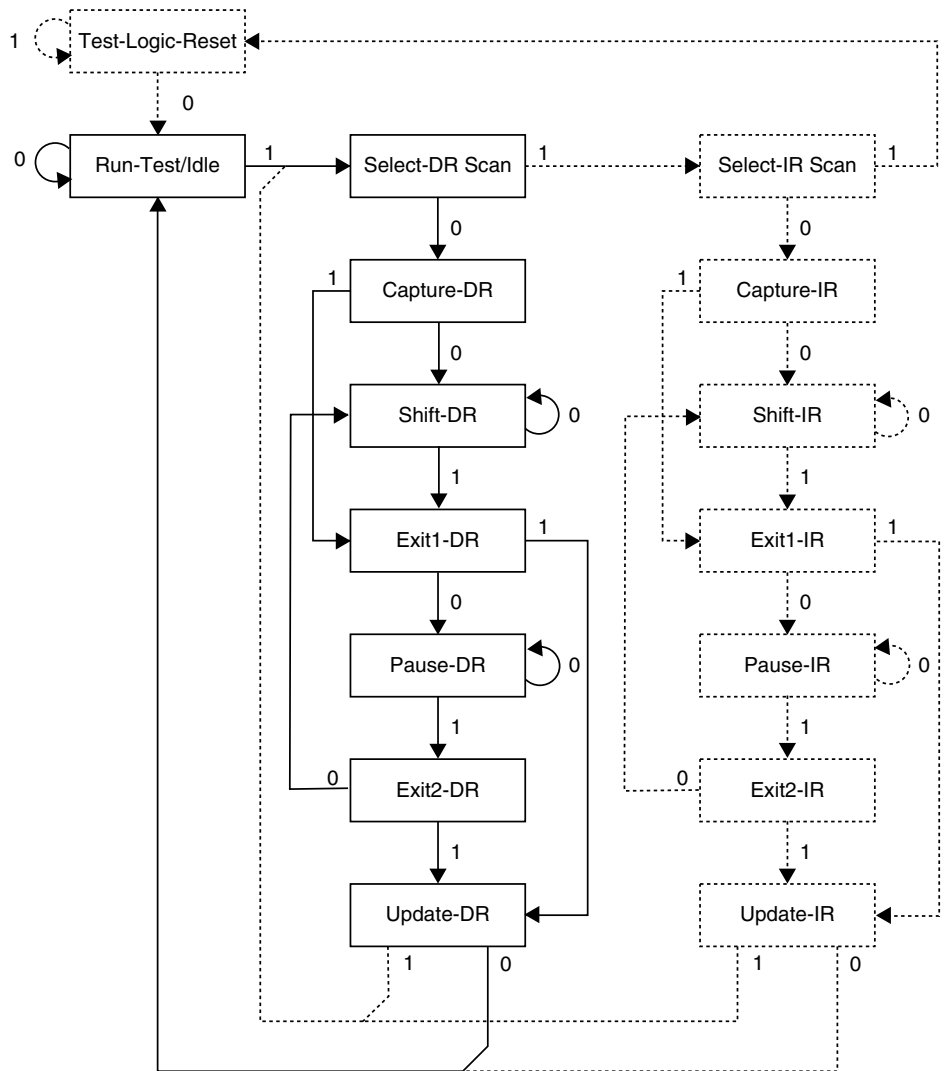 Test-Logic-Reset
1
0
0
Run-Test/Idle
1
Select-DR Scan
1
Select-IR Scan
1
0
0
1
Capture-DR
1
Capture-IR
0
0
Shift-DR
0
Shift-IR
0
1
1
Exit1-DR
1
Exit1-IR
1
0
0
Pause-DR
0
Pause-IR
0
1
1
0
Exit2-DR
0
Exit2-IR
1
1
Update-DR
Update-IR
1
0
1
0